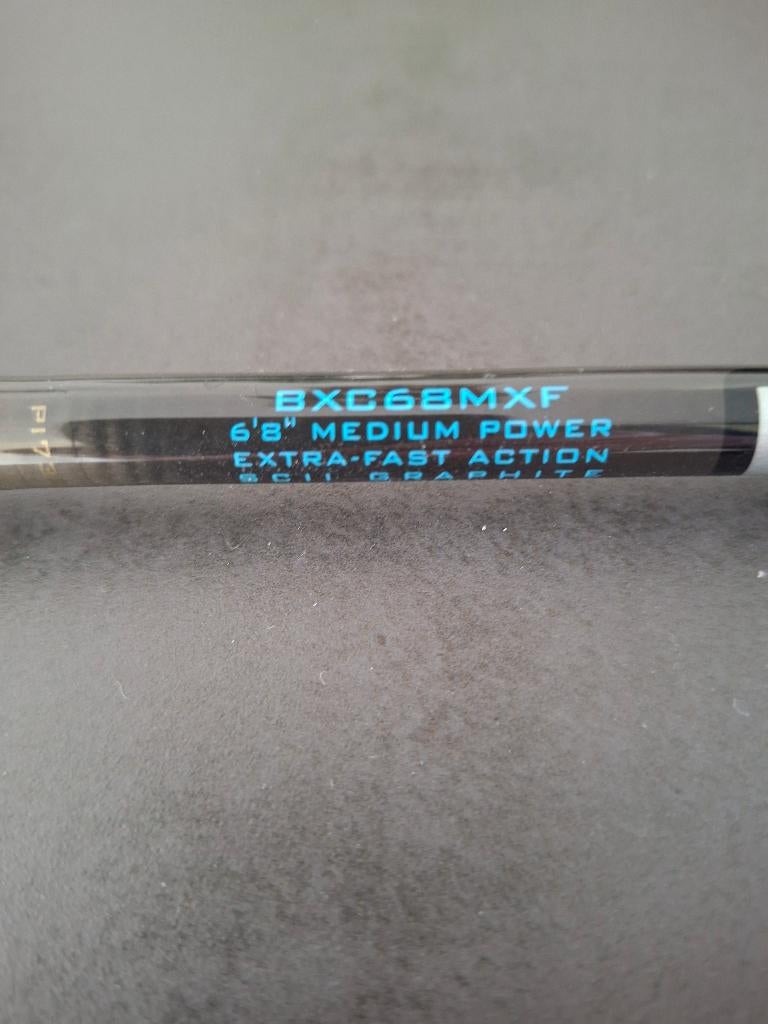 BXC68MXF
6'8" MEDIUM POWER
EXTRA-FAST ACTION
SCII GRAPHITE